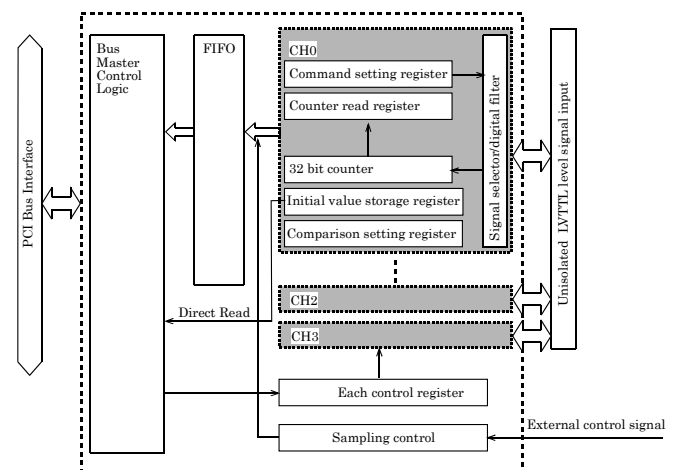 Bus
Master
Control
Logic
FIFO
CH0
Command setting register
Counter read register
32 bit counter
Initial value storage register
Comparison setting register
Signal selector/digital filter
Unisolated LVTTL level signal input
PCI Bus Interface
CH2
Direct Read
CH3
Each control register
Sampling control
External control signal